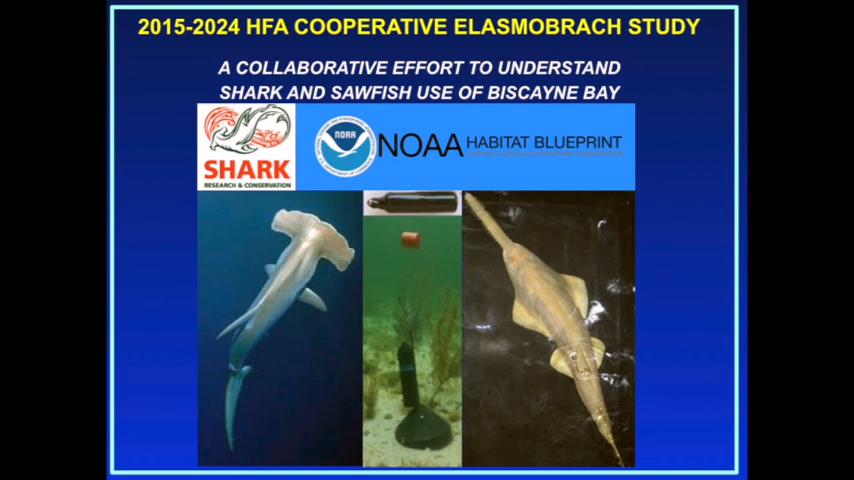 2015-2024 HFA COOPERATIVE ELASMOBRACH STUDY
A COLLABORATIVE EFFORT TO UNDERSTAND
SHARK AND SAWFISH USE OF BISCAYNE BAY
SHARK
RESEARCH & CONSERVATION
NOAA
NOAA HABITAT BLUEPRINT